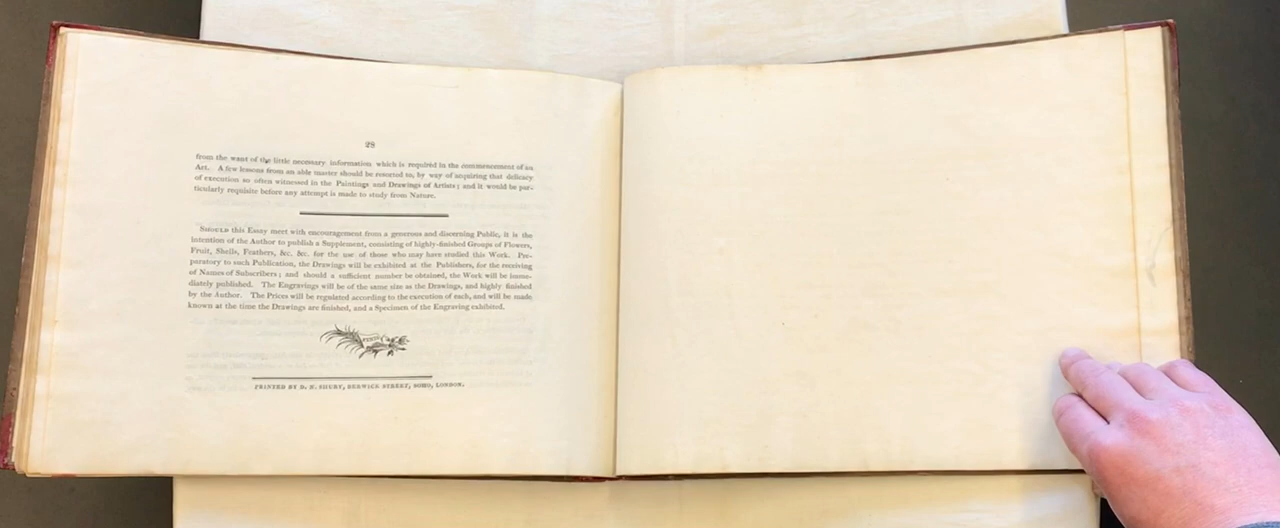 28
from the want of the little necessary information which is required in the commencement of an
Art. A few lessons from an able master should be resorted to, by way of acquiring that delicacy
of execution so often witnessed in the Paintings and Drawings of Artists; and it would be par-
ticularly requisite before any attempt is made to study from Nature.
SHOULD this Essay meet with encouragement from a generous and discerning Public, it is the
intention of the Author to publish a Supplement, consisting of highly-finished Groups of Flowers,
Fruit, Shells, Feathers, &c. &c. for the use of those who may have studied this Work. Pre-
paratory to such Publication, the Drawings will be exhibited at the Publishers, for the receiving
of Names of Subscribers; and should a sufficient number be obtained, the Work will be imme-
diately published. The Engravings will be of the same size as the Drawings, and highly finished
by the Author. The Prices will be regulated according to the execution of each, and will be made
known at the time the Drawings are finished, and a Specimen of the Engraving exhibited.
FINIS
PRINTED BY D. N. SHURY, BERWICK STREET, SOHO, LONDON.